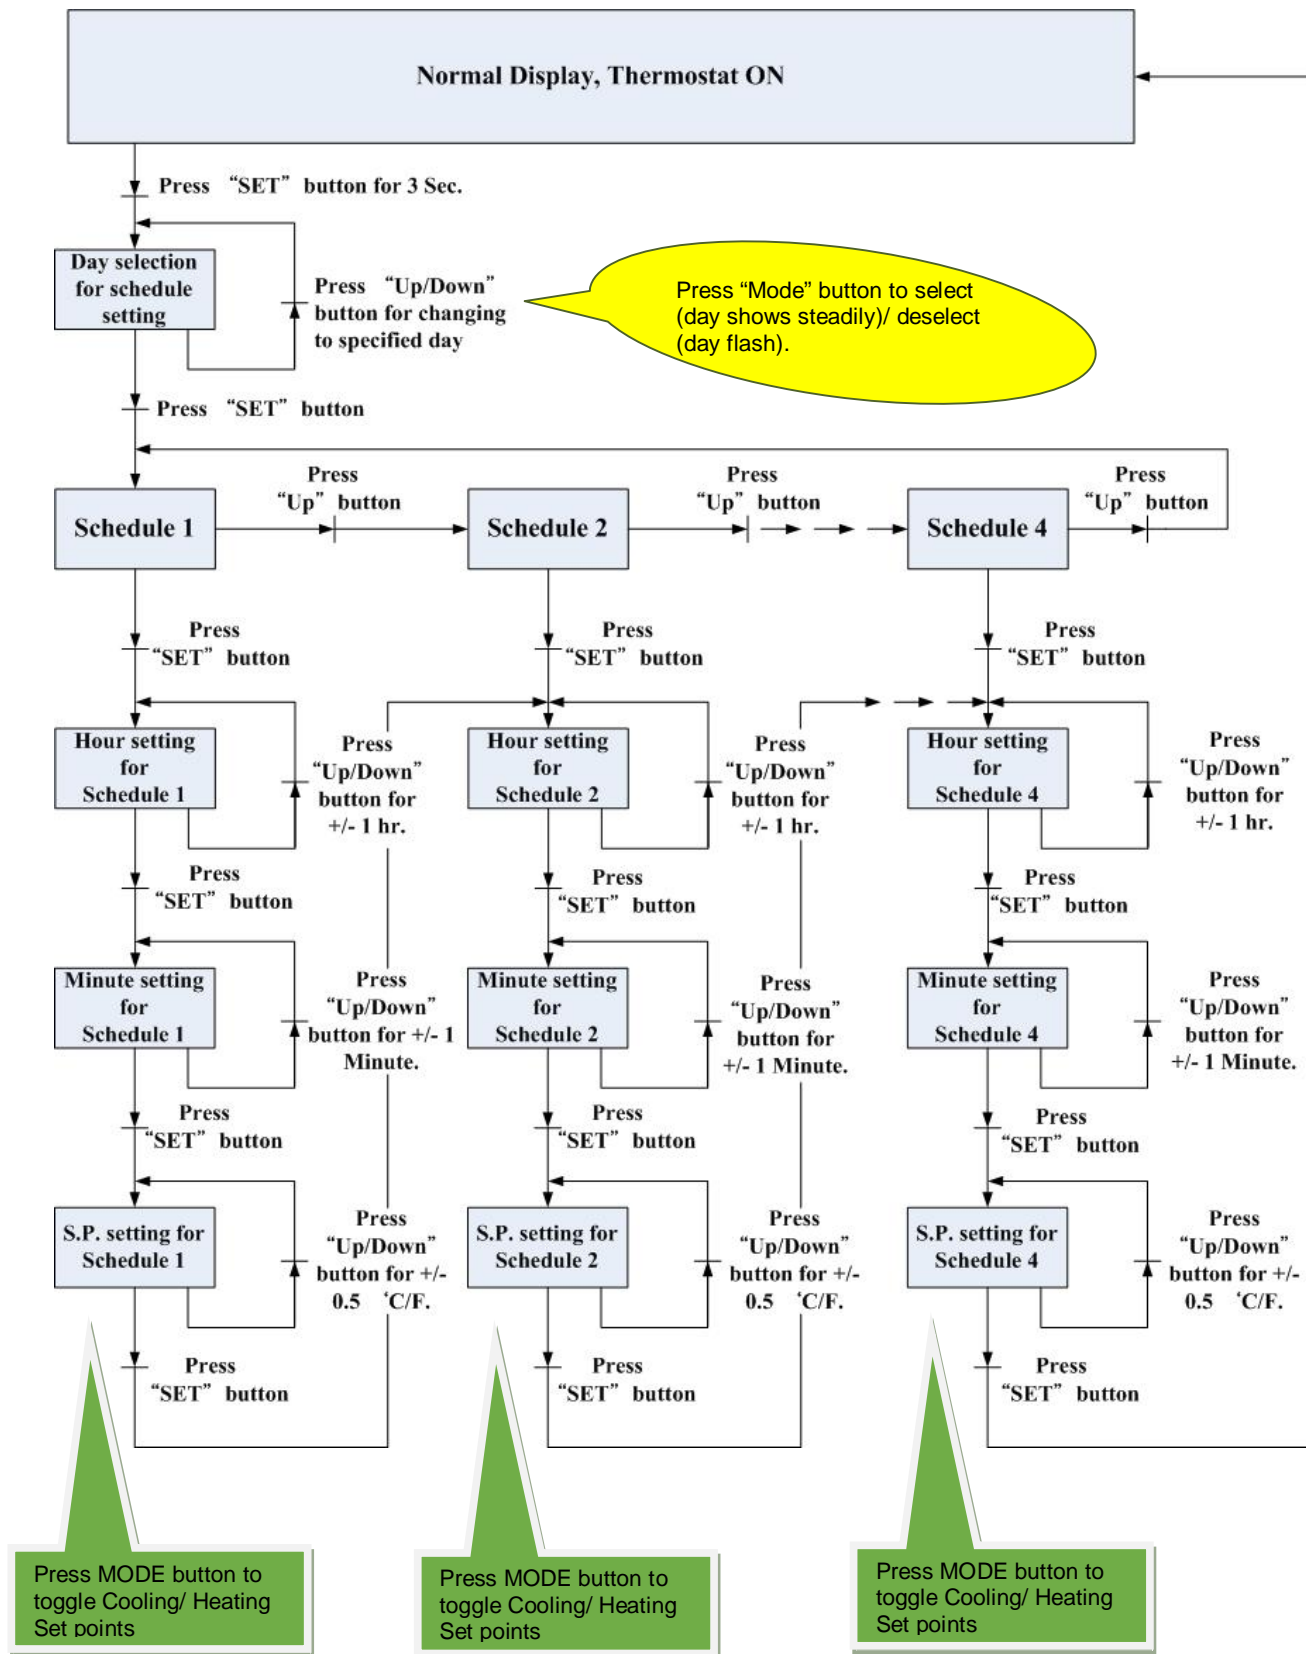 Normal Display, Thermostat ON
Press “SET” button for 3 Sec.
Day selection
for schedule
setting
Press “Up/Down”
button for changing
to specified day
Press “Mode” button to select
(day shows steadily)/ deselect
(day flash).
Press “SET” button
Press
“Up” button
Press
“Up” button
Press
“Up” button
Schedule 1
Schedule 2
Schedule 4
Press
“SET” button
Press
“SET” button
Press
“SET” button
Hour setting
for
Schedule 1
Press
“Up/Down”
button for
+/- 1 hr.
Hour setting
for
Schedule 2
Press
“Up/Down”
button for
+/- 1 hr.
Hour setting
for
Schedule 4
Press
“Up/Down”
button for
+/- 1 hr.
Press
“SET” button
Press
“SET” button
Press
“SET” button
Minute setting
for
Schedule 1
Press
“Up/Down”
button for +/- 1
Minute.
Minute setting
for
Schedule 2
Press
“Up/Down”
button for
+/- 1 Minute.
Minute setting
for
Schedule 4
Press
“Up/Down”
button for
+/- 1 Minute.
Press
“SET” button
Press
“SET” button
Press
“SET” button
S.P. setting for
Schedule 1
Press
“Up/Down”
button for +/-
0.5 ‘C/F.
S.P. setting for
Schedule 2
Press
“Up/Down”
button for +/-
0.5 ‘C/F.
S.P. setting for
Schedule 4
Press
“Up/Down”
button for +/-
0.5 ‘C/F.
Press
“SET” button
Press
“SET” button
Press
“SET” button
Press MODE button to
toggle Cooling/ Heating
Set points
Press MODE button to
toggle Cooling/ Heating
Set points
Press MODE button to
toggle Cooling/ Heating
Set points